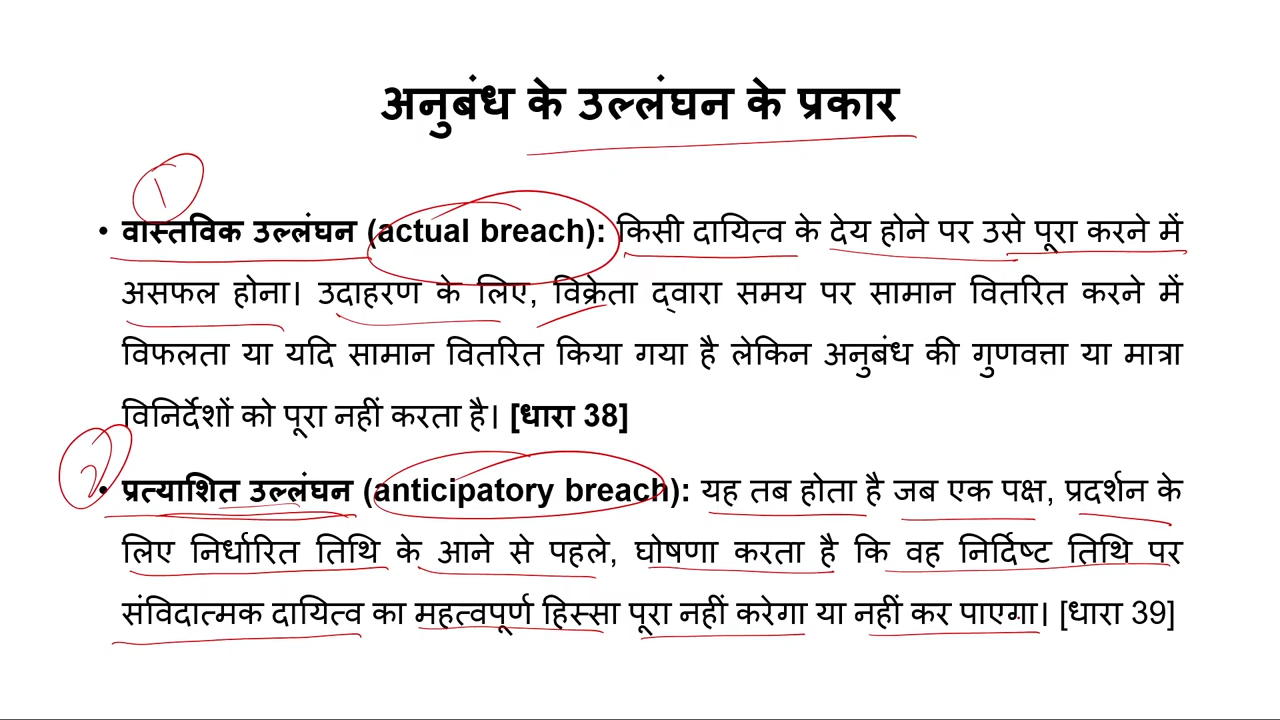 अनुबंध के उल्लंघन के प्रकार
1
• वास्तविक उल्लंघन (actual breach): किसी दायित्व के देय होने पर उसे पूरा करने में
असफल होना। उदाहरण के लिए, विक्रेता द्वारा समय पर सामान वितरित करने में
विफलता या यदि सामान वितरित किया गया है लेकिन अनुबंध की गुणवत्ता या मात्रा
विनिर्देशों को पूरा नहीं करता है। [धारा 38]
2
• प्रत्याशित उल्लंघन (anticipatory breach): यह तब होता है जब एक पक्ष, प्रदर्शन के
लिए निर्धारित तिथि के आने से पहले, घोषणा करता है कि वह निर्दिष्ट तिथि पर
संविदात्मक दायित्व का महत्वपूर्ण हिस्सा पूरा नहीं करेगा या नहीं कर पाएगा। [धारा 39]